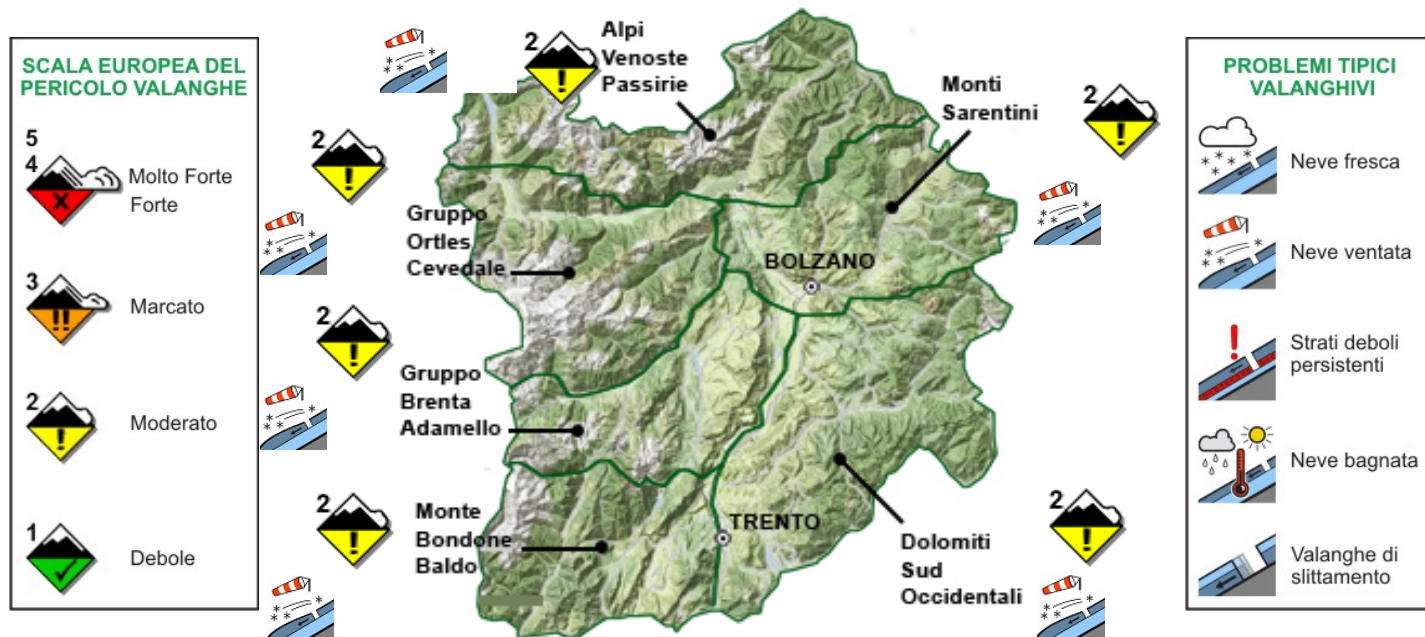 SCALA EUROPEA DEL
PERICOLO VALANGHE
5
4
Molto Forte
Forte
3
Marcato
2
Moderato
1
Debole
2
Alpi
Venoste
Passirie
Monti
Sarentini
2
2
Gruppo
Ortles
Cevedale
BOLZANO
2
Gruppo
Brenta
Adamello
2
Monte
Bondone
Baldo
TRENTO
Dolomiti
Sud
Occidentali
2
PROBLEMI TIPICI
VALANGHIVI
Neve fresca
Neve ventata
Strati deboli
persistenti
Neve bagnata
Valanghe di
slittamento